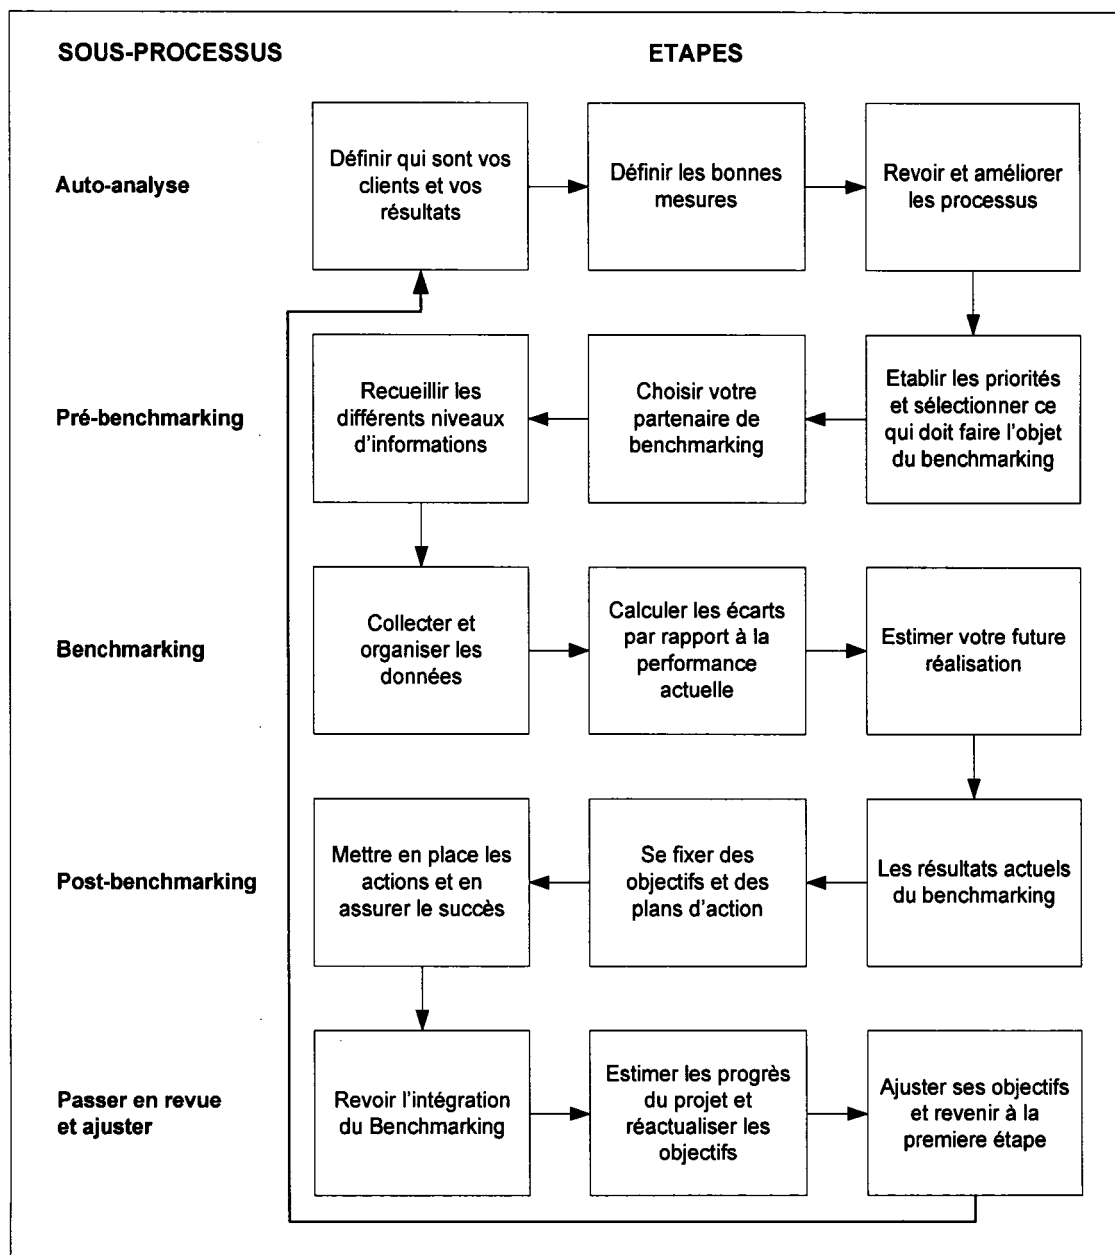 SOUS-PROCESSUS
ETAPES
Auto-analyse
Définir qui sont vos
clients et vos
résultats
Définir les bonnes
mesures
Revoir et améliorer
les processus
Pré-benchmarking
Recueillir les
différents niveaux
d'informations
Choisir votre
partenaire de
benchmarking
Etablir les priorités
et sélectionner ce
qui doit faire l'objet
du benchmarking
Benchmarking
Collecter et
organiser les
données
Calculer les écarts
par rapport à la
performance
actuelle
Estimer votre future
réalisation
Post-benchmarking
Mettre en place les
actions et en
assurer le succès
Se fixer des
objectifs et des
plans d'action
Les résultats actuels
du benchmarking
Passer en revue
et ajuster
Revoir l'intégration
du Benchmarking
Estimer les progrès
du projet et
réactualiser les
objectifs
Ajuster ses objectifs
et revenir à la
premiere étape